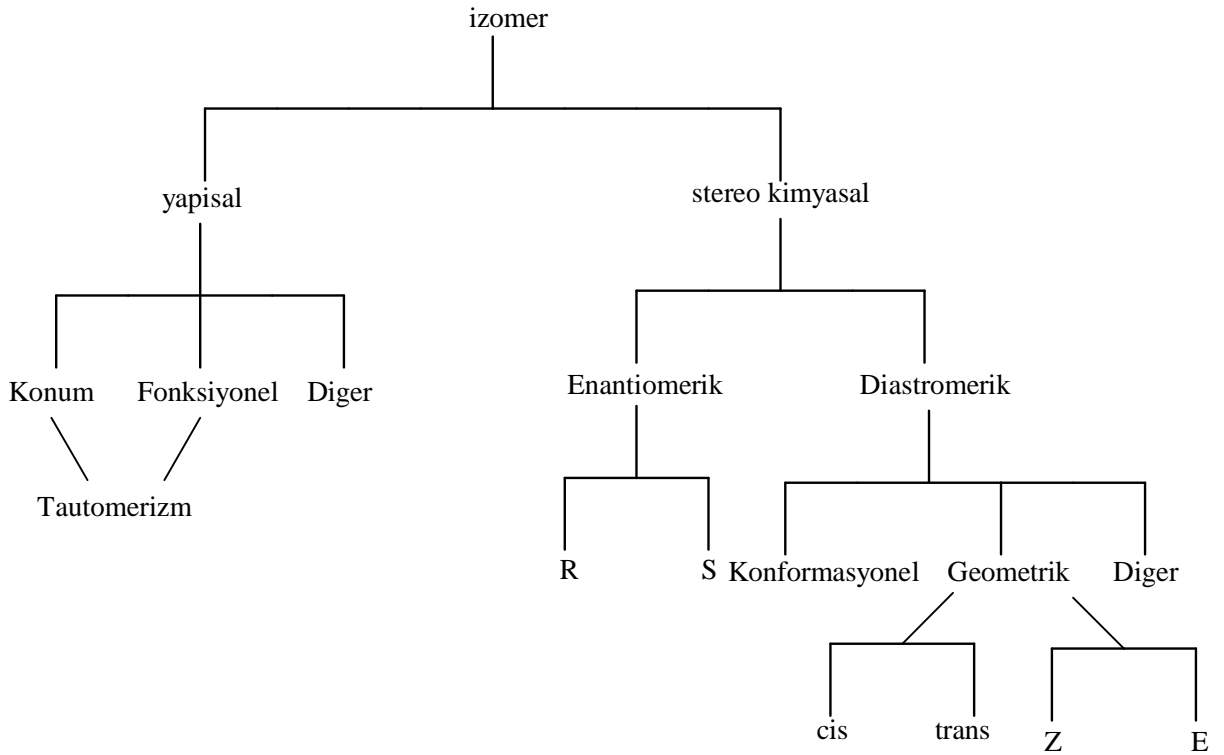 izomer
yapisal
stereo kimyasal
Konum Fonksiyonel Diger
Enantiomerik Diastromerik
Tautomerizm
R S Konformasyonel Geometrik Diger
cis trans Z E